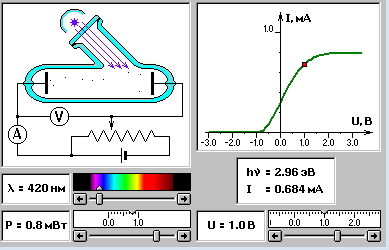 I, мА
1.0
V
A
-3.0 -2.0 -1.0 0.0 1.0 2.0 3.0
U, В
λ = 420 нм
hν = 2.96 эВ
I = 0.684 мА
P = 0.8 мВт
0.0 1.0
U = 1.0 В
0.0 1.0